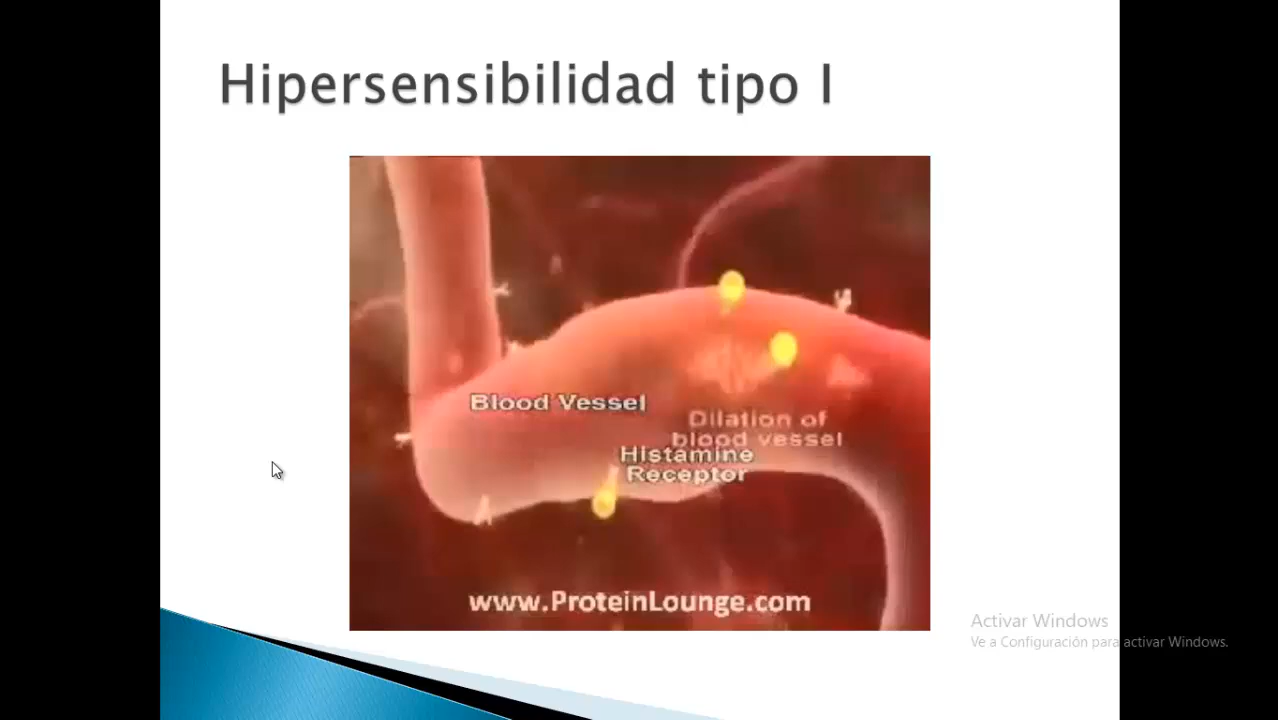 Hipersensibilidad tipo I
Blood Vessel
Dilation of
blood vessel
Histamine
Receptor
www.ProteinLounge.com
Activar Windows
Ve a Configuración para activar Windows.